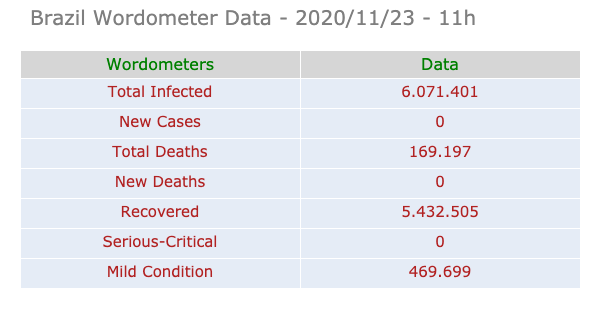 Brazil Wordometer Data - 2020/11/23 - 11h
Wordometers Data
Total Infected 6.071.401
New Cases 0
Total Deaths 169.197
New Deaths 0
Recovered 5.432.505
Serious-Critical 0
Mild Condition 469.699